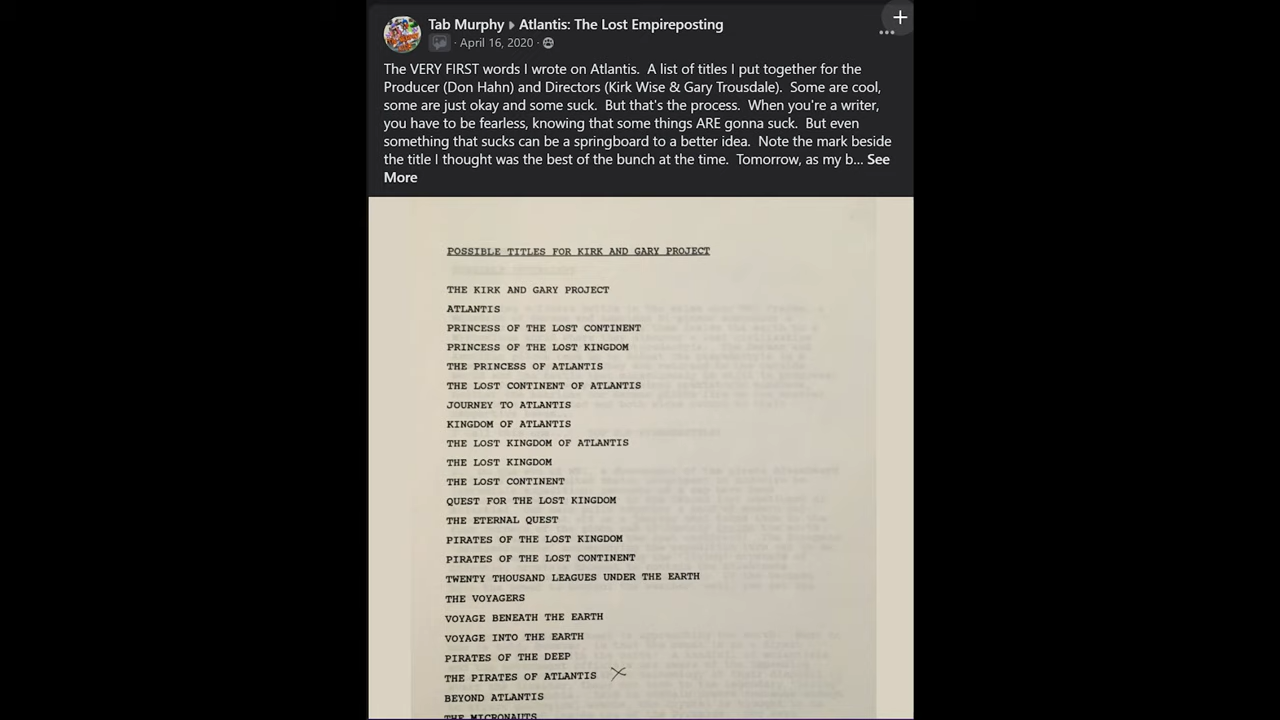 Tab Murphy ▸ Atlantis: The Lost Empireposting
· April 16, 2020 ·
The VERY FIRST words I wrote on Atlantis. A list of titles I put together for the
Producer (Don Hahn) and Directors (Kirk Wise & Gary Trousdale). Some are cool,
some are just okay and some suck. But that's the process. When you're a writer,
you have to be fearless, knowing that some things ARE gonna suck. But even
something that sucks can be a springboard to a better idea. Note the mark beside
the title I thought was the best of the bunch at the time. Tomorrow, as my b... See
More
POSSIBLE TITLES FOR KIRK AND GARY PROJECT
THE KIRK AND GARY PROJECT
ATLANTIS
PRINCESS OF THE LOST CONTINENT
PRINCESS OF THE LOST KINGDOM
THE PRINCESS OF ATLANTIS
THE LOST CONTINENT OF ATLANTIS
JOURNEY TO ATLANTIS
KINGDOM OF ATLANTIS
THE LOST KINGDOM OF ATLANTIS
THE LOST KINGDOM
THE LOST CONTINENT
QUEST FOR THE LOST KINGDOM
THE ETERNAL QUEST
PIRATES OF THE LOST KINGDOM
PIRATES OF THE LOST CONTINENT
TWENTY THOUSAND LEAGUES UNDER THE EARTH
THE VOYAGERS
VOYAGE BENEATH THE EARTH
VOYAGE INTO THE EARTH
PIRATES OF THE DEEP
THE PIRATES OF ATLANTIS X
BEYOND ATLANTIS
THE MICRONAUTS